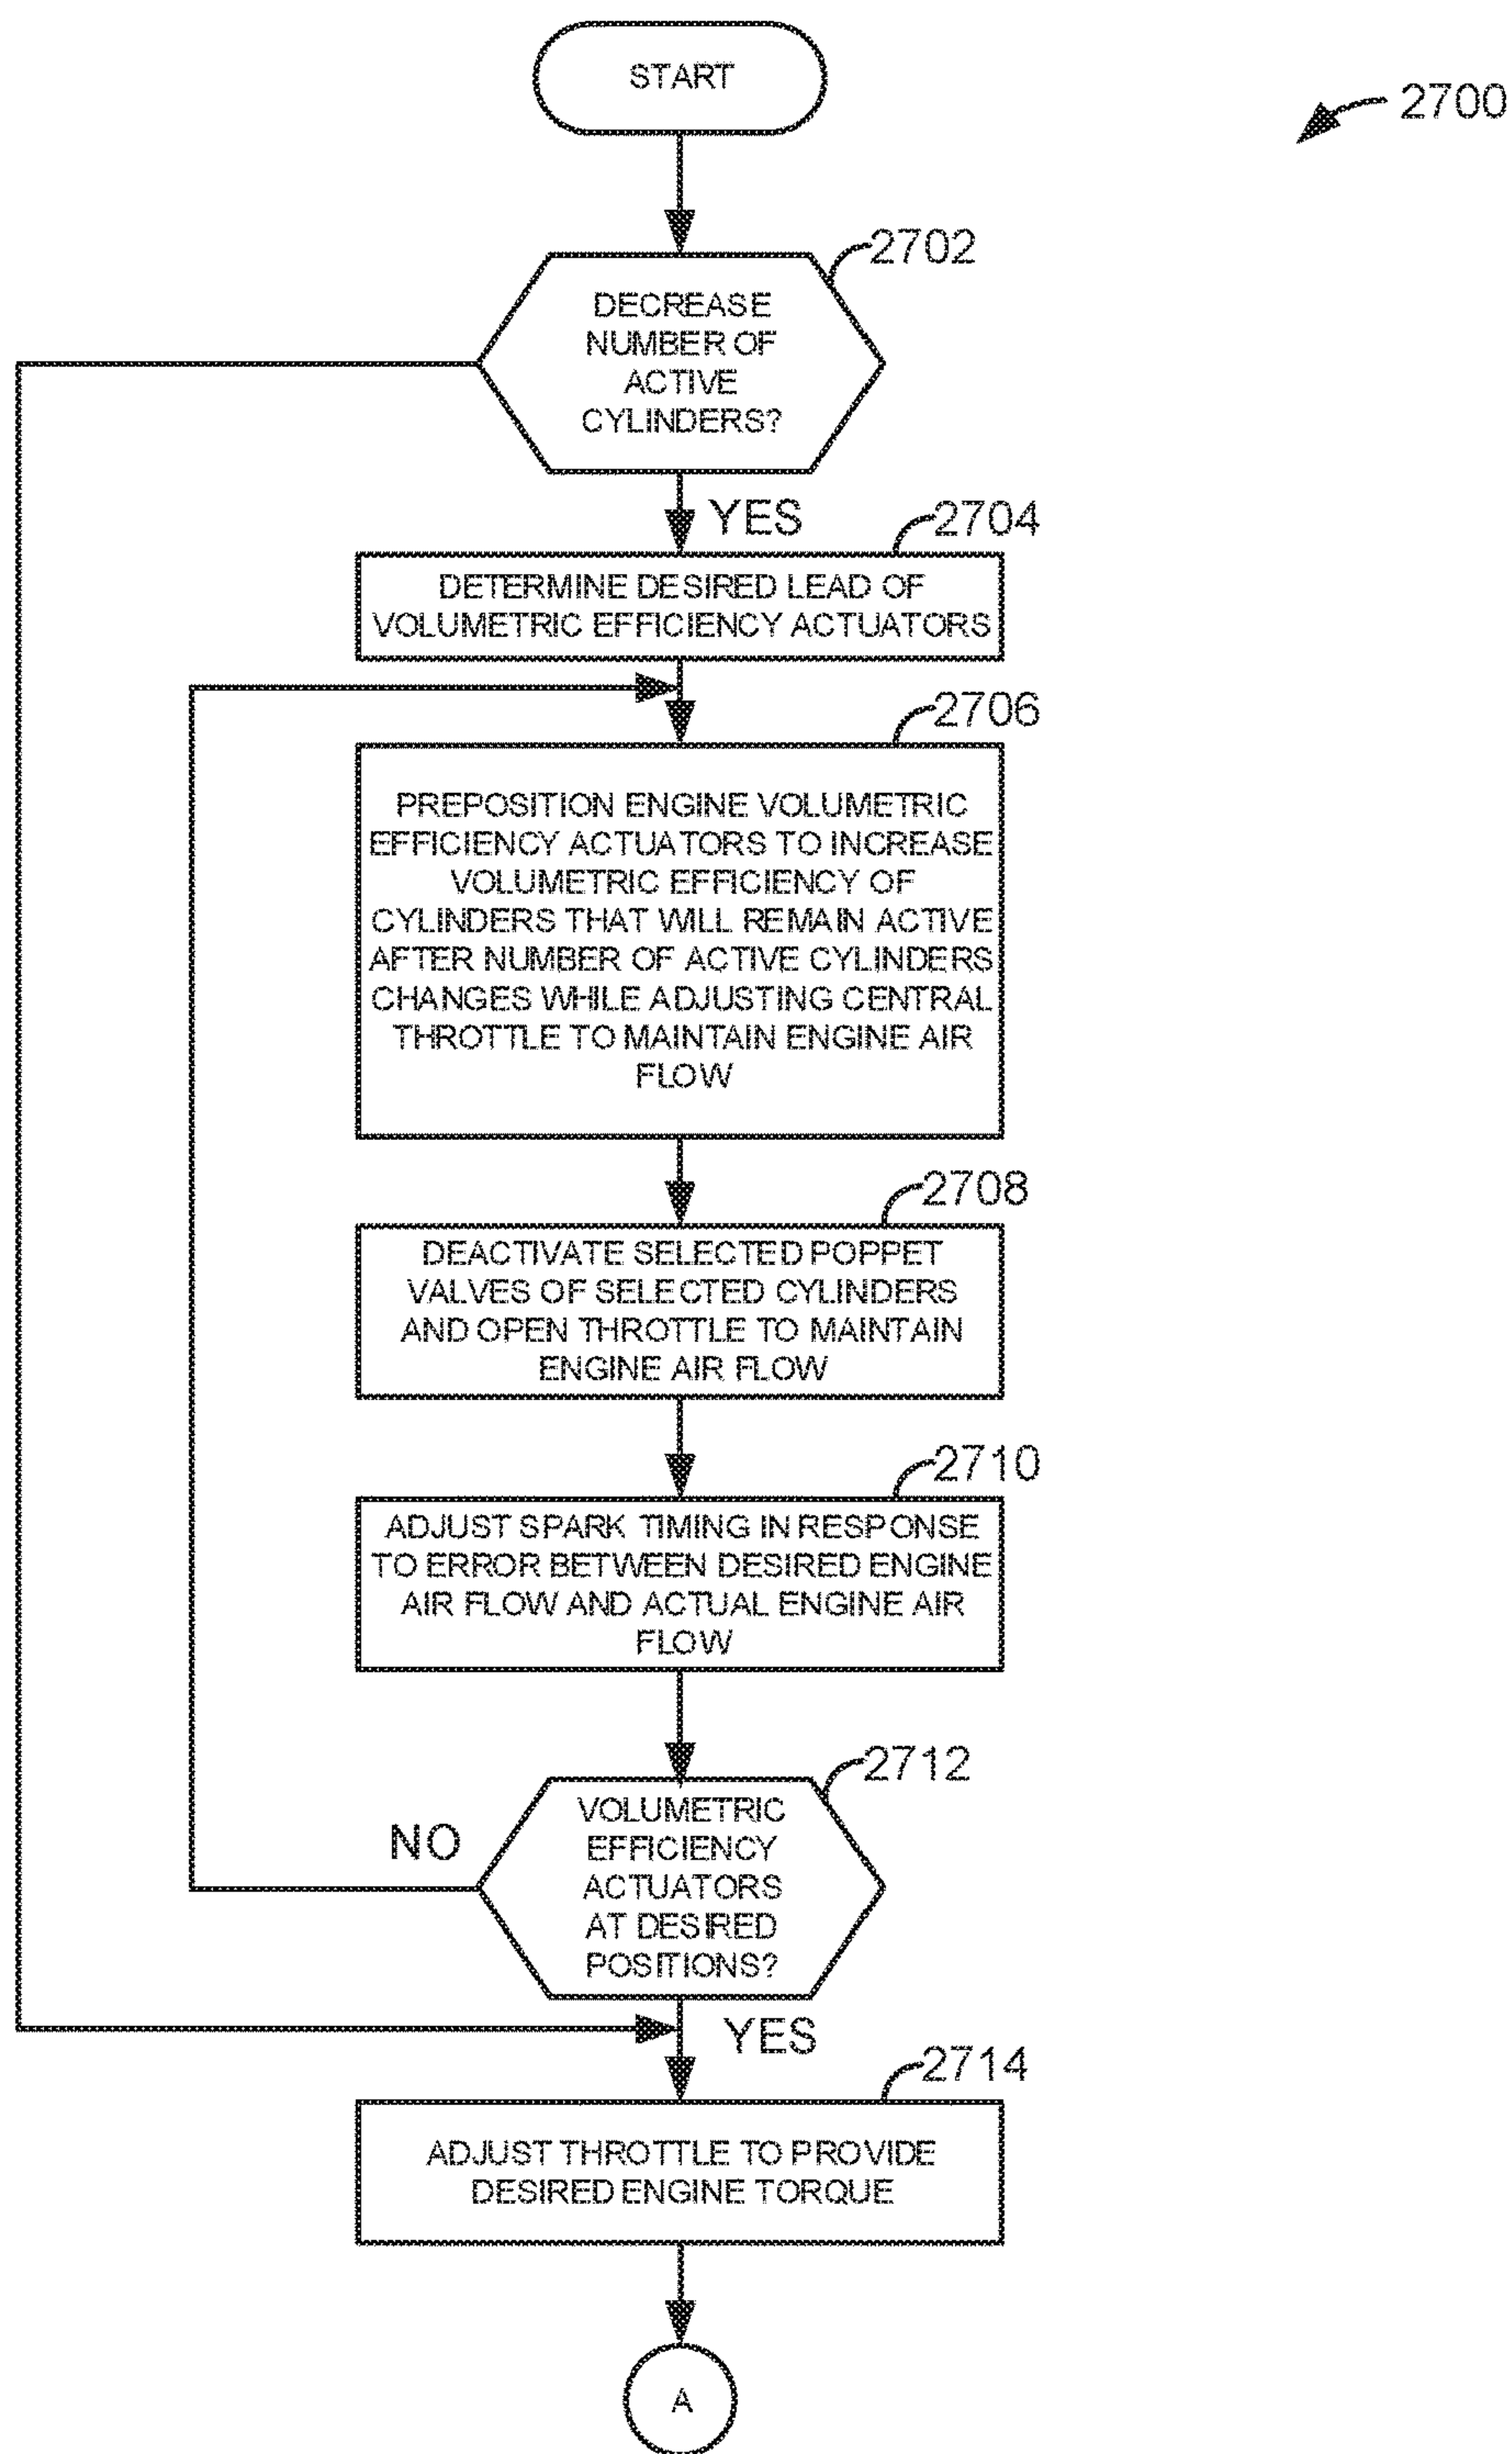 START
2700
2702
DECREASE
NUMBER OF
ACTIVE
CYLINDERS?
YES
2704
DETERMINE DESIRED LEAD OF
VOLUMETRIC EFFICIENCY ACTUATORS
2706
PREPOSITION ENGINE VOLUMETRIC
EFFICIENCY ACTUATORS TO INCREASE
VOLUMETRIC EFFICIENCY OF
CYLINDERS THAT WILL REMAIN ACTIVE
AFTER NUMBER OF ACTIVE CYLINDERS
CHANGES WHILE ADJUSTING CENTRAL
THROTTLE TO MAINTAIN ENGINE AIR
FLOW
2708
DEACTIVATE SELECTED POPPET
VALVES OF SELECTED CYLINDERS
AND OPEN THROTTLE TO MAINTAIN
ENGINE AIR FLOW
2710
ADJUST SPARK TIMING IN RESPONSE
TO ERROR BETWEEN DESIRED ENGINE
AIR FLOW AND ACTUAL ENGINE AIR
FLOW
2712
VOLUMETRIC
EFFICIENCY
ACTUATORS
AT DESIRED
POSITIONS?
NO
YES
2714
ADJUST THROTTLE TO PROVIDE
DESIRED ENGINE TORQUE
A